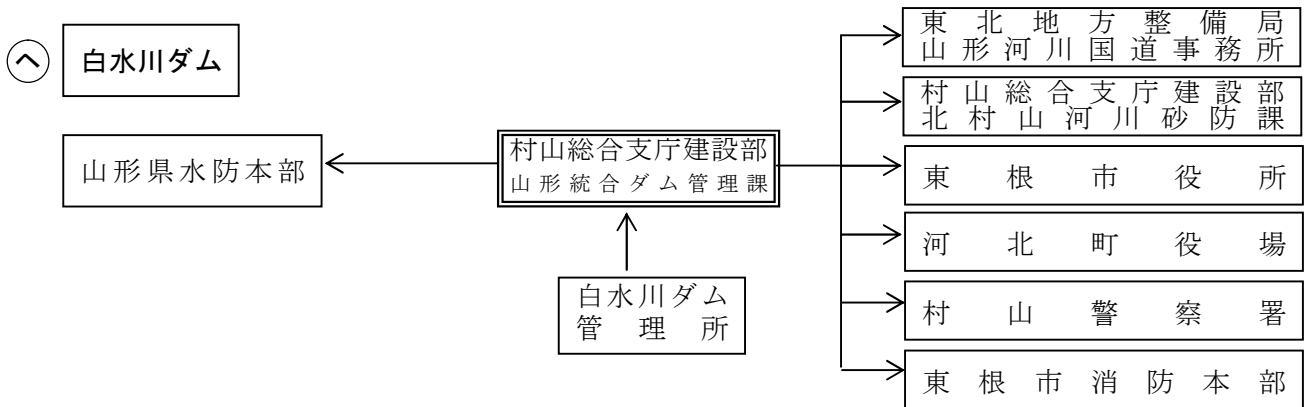 ヘ 白水川ダム
山形県水防本部
村山総合支庁建設部
山形統合ダム管理課
白水川ダム
管理所
東北地方整備局
山形河川国道事務所
村山総合支庁建設部
北村山河川砂防課
東根市役所
河北町役場
村山警察署
東根市消防本部